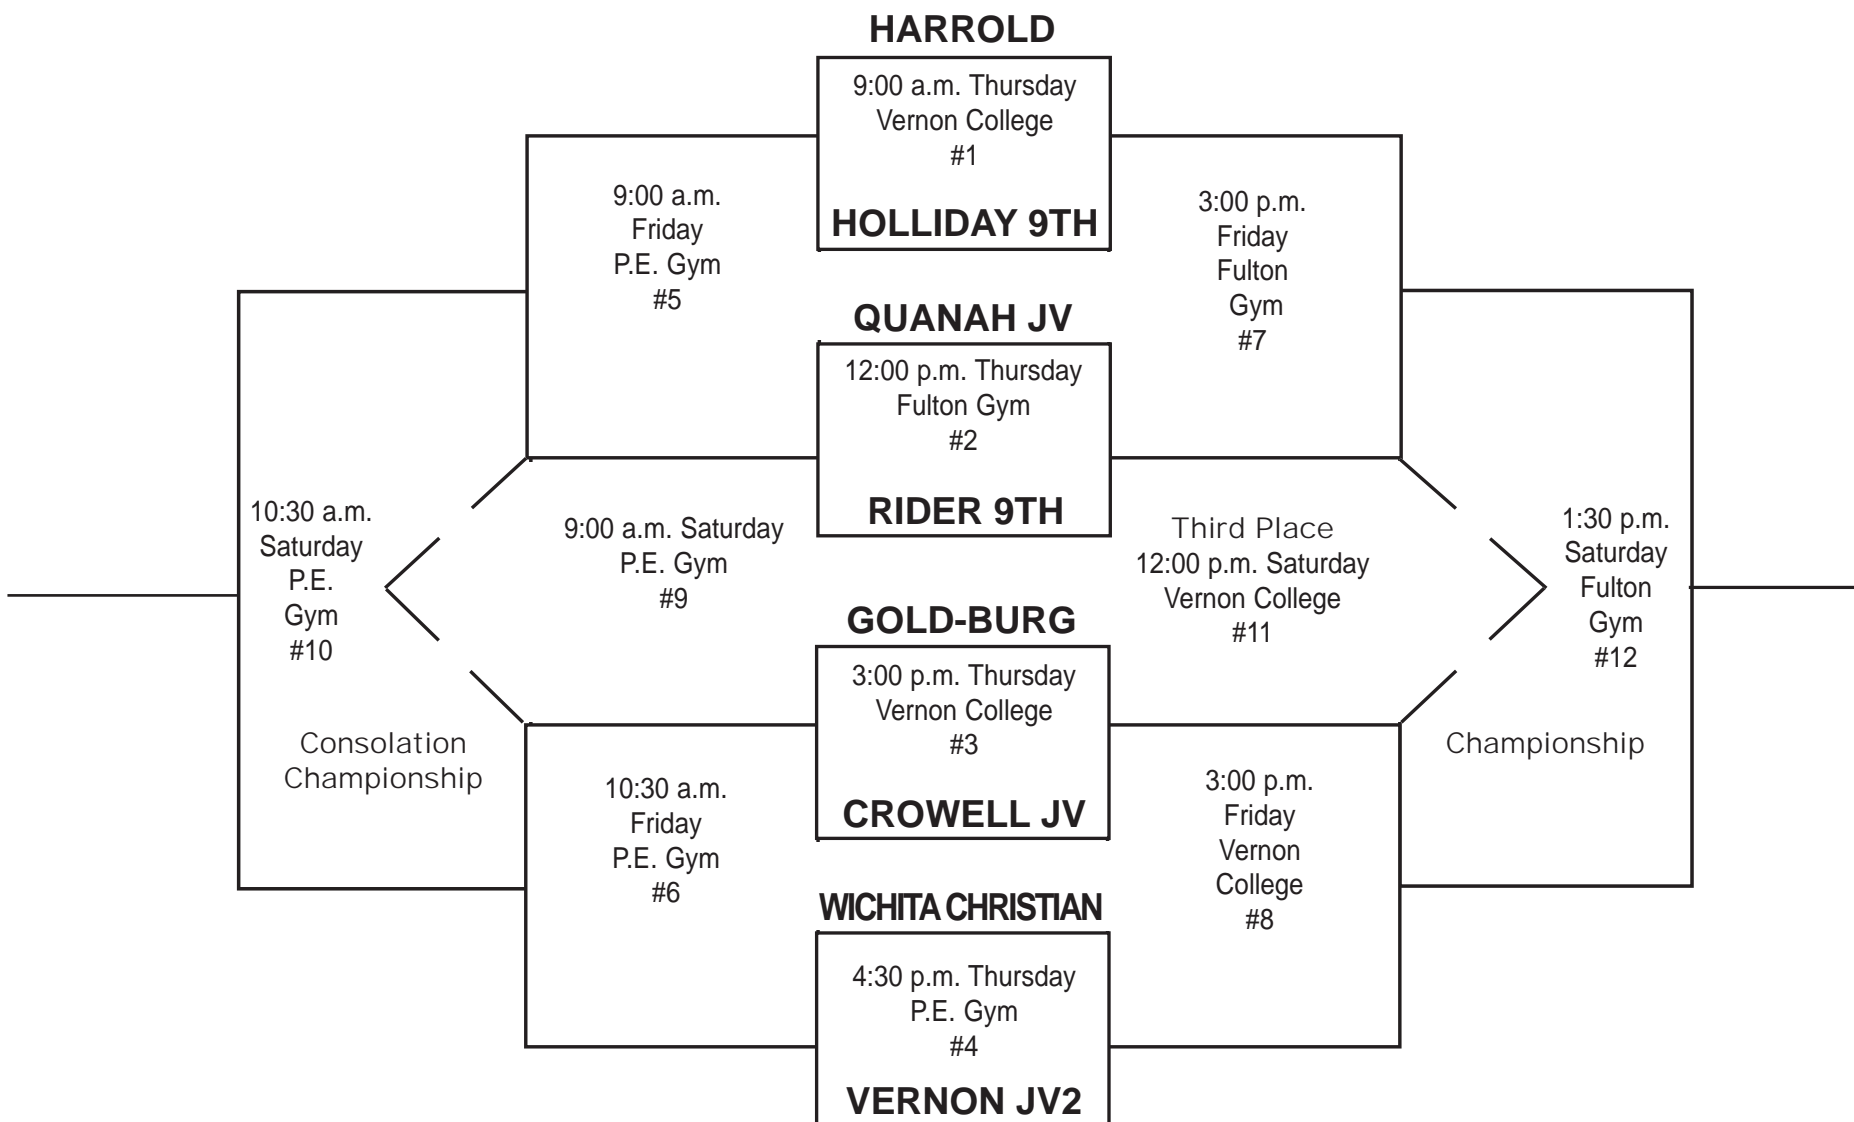 HARROLD
9:00 a.m. Thursday
Vernon College
#1
HOLLIDAY 9TH
9:00 a.m.
Friday
P.E. Gym
#5
3:00 p.m.
Friday
Fulton
Gym
#7
QUANAH JV
12:00 p.m. Thursday
Fulton Gym
#2
RIDER 9TH
10:30 a.m.
Saturday
P.E.
Gym
#10
9:00 a.m. Saturday
P.E. Gym
#9
Third Place
12:00 p.m. Saturday
Vernon College
#11
1:30 p.m.
Saturday
Fulton
Gym
#12
GOLD-BURG
3:00 p.m. Thursday
Vernon College
#3
CROWELL JV
Consolation
Championship
Championship
10:30 a.m.
Friday
P.E. Gym
#6
3:00 p.m.
Friday
Vernon
College
#8
WICHITA CHRISTIAN
4:30 p.m. Thursday
P.E. Gym
#4
VERNON JV2